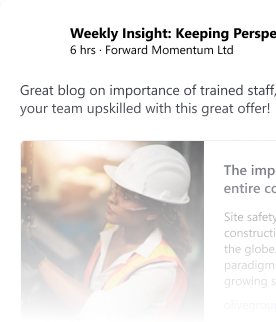 Weekly Insight: Keeping Perspe
6 hrs · Forward Momentum Ltd
Great blog on importance of trained staff,
your team upskilled with this great offer!
The imp
entire co
Site safety
constructi
the globe.
paradigm
growing s